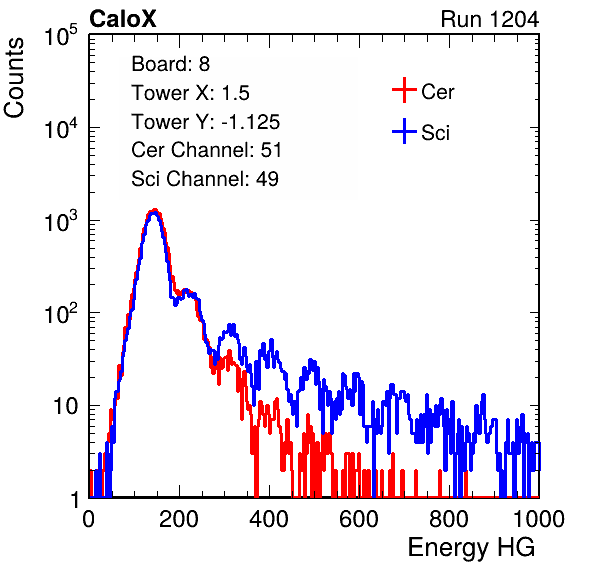 CaloX Run 1204
Counts
Board: 8
Tower X: 1.5
Tower Y: -1.125
Cer Channel: 51
Sci Channel: 49
Cer
Sci
10^5
10^4
10^3
10^2
10
1
0 200 400 600 800 1000
Energy HG